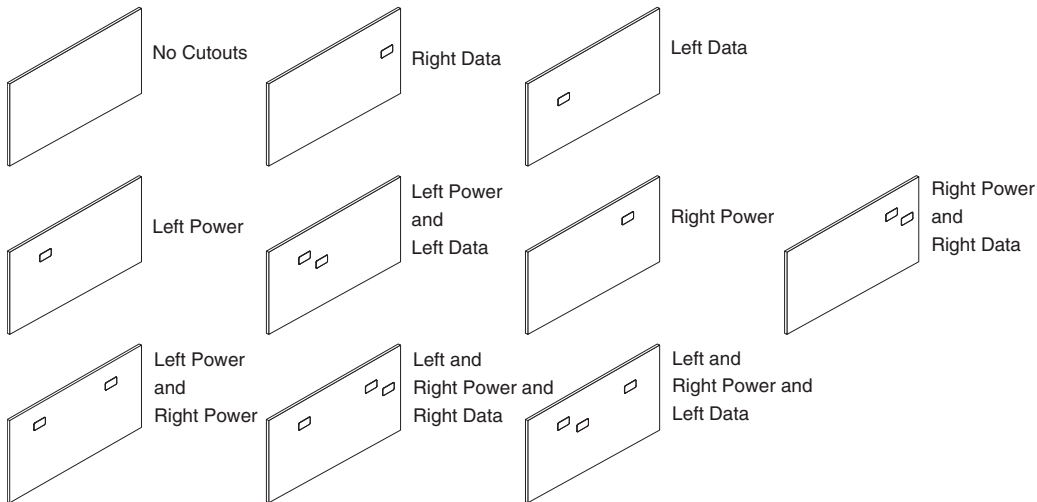 No Cutouts
Right Data
Left Data
Left Power
Left Power
and
Left Data
Right Power
Right Power
and
Right Data
Left Power
and
Right Power
Left and
Right Power and
Right Data
Left and
Right Power and
Left Data